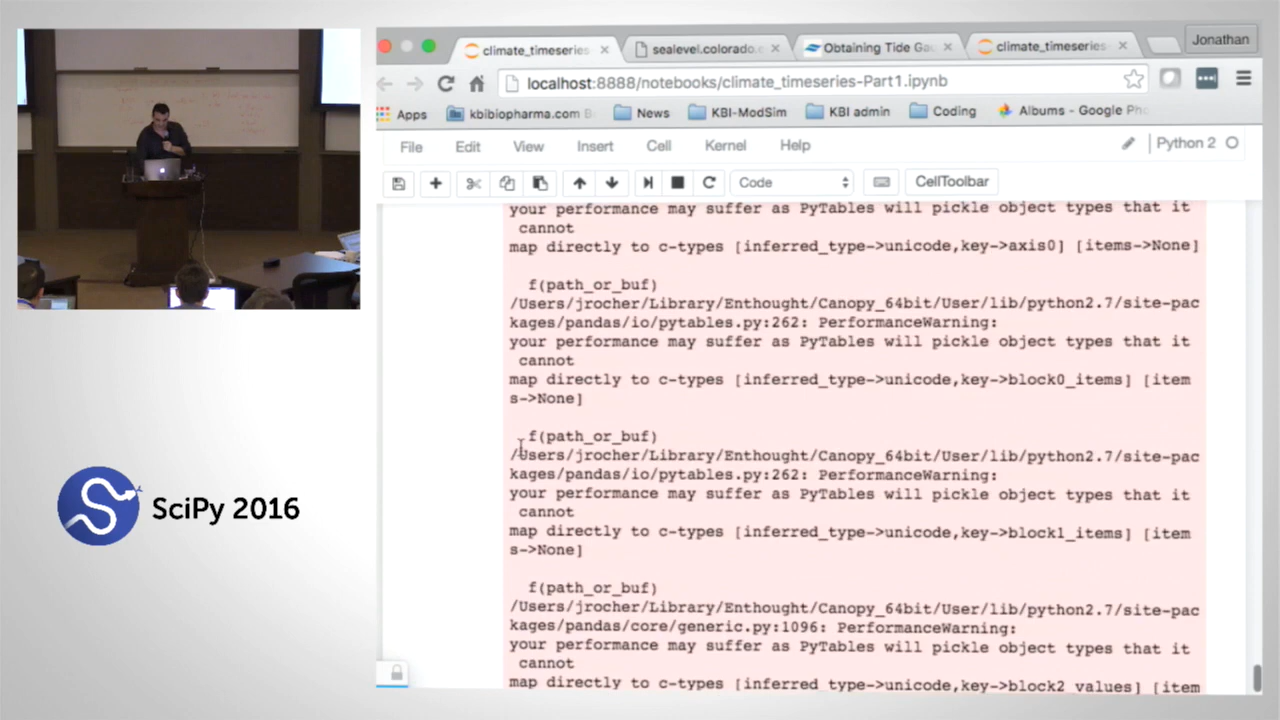 climate_timeseries
sealevel.colorado.e
Obtaining Tide Gau
climate_timeseries
Jonathan
localhost:8888/notebooks/climate_timeseries-Part1.ipynb
Apps
kbibiopharma.com
News
KBI-ModSim
KBI admin
Coding
Albums - Google Pho
File
Edit
View
Insert
Cell
Kernel
Help
Python 2
Code
CellToolbar
your performance may suffer as PyTables will pickle object types that it
cannot
map directly to c-types [inferred_type->unicode,key->axis0] [items->None]
f(path_or_buf)
/Users/jrocher/Library/Enthought/Canopy_64bit/User/lib/python2.7/site-pac
kages/pandas/io/pytables.py:262: PerformanceWarning:
your performance may suffer as PyTables will pickle object types that it
cannot
map directly to c-types [inferred_type->unicode,key->block0_items] [item
s->None]
f(path_or_buf)
/Users/jrocher/Library/Enthought/Canopy_64bit/User/lib/python2.7/site-pac
kages/pandas/io/pytables.py:262: PerformanceWarning:
your performance may suffer as PyTables will pickle object types that it
cannot
map directly to c-types [inferred_type->unicode,key->block1_items] [item
s->None]
f(path_or_buf)
/Users/jrocher/Library/Enthought/Canopy_64bit/User/lib/python2.7/site-pac
kages/pandas/core/generic.py:1096: PerformanceWarning:
your performance may suffer as PyTables will pickle object types that it
cannot
map directly to c-types [inferred_type->unicode,key->block2_values] [item
SciPy 2016